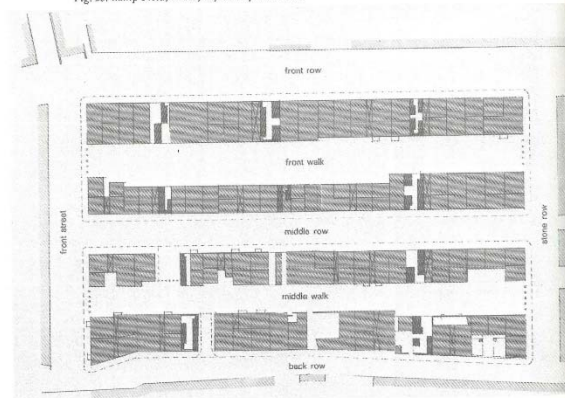 front row
front walk
front street
stone row
middle row
middle walk
back row